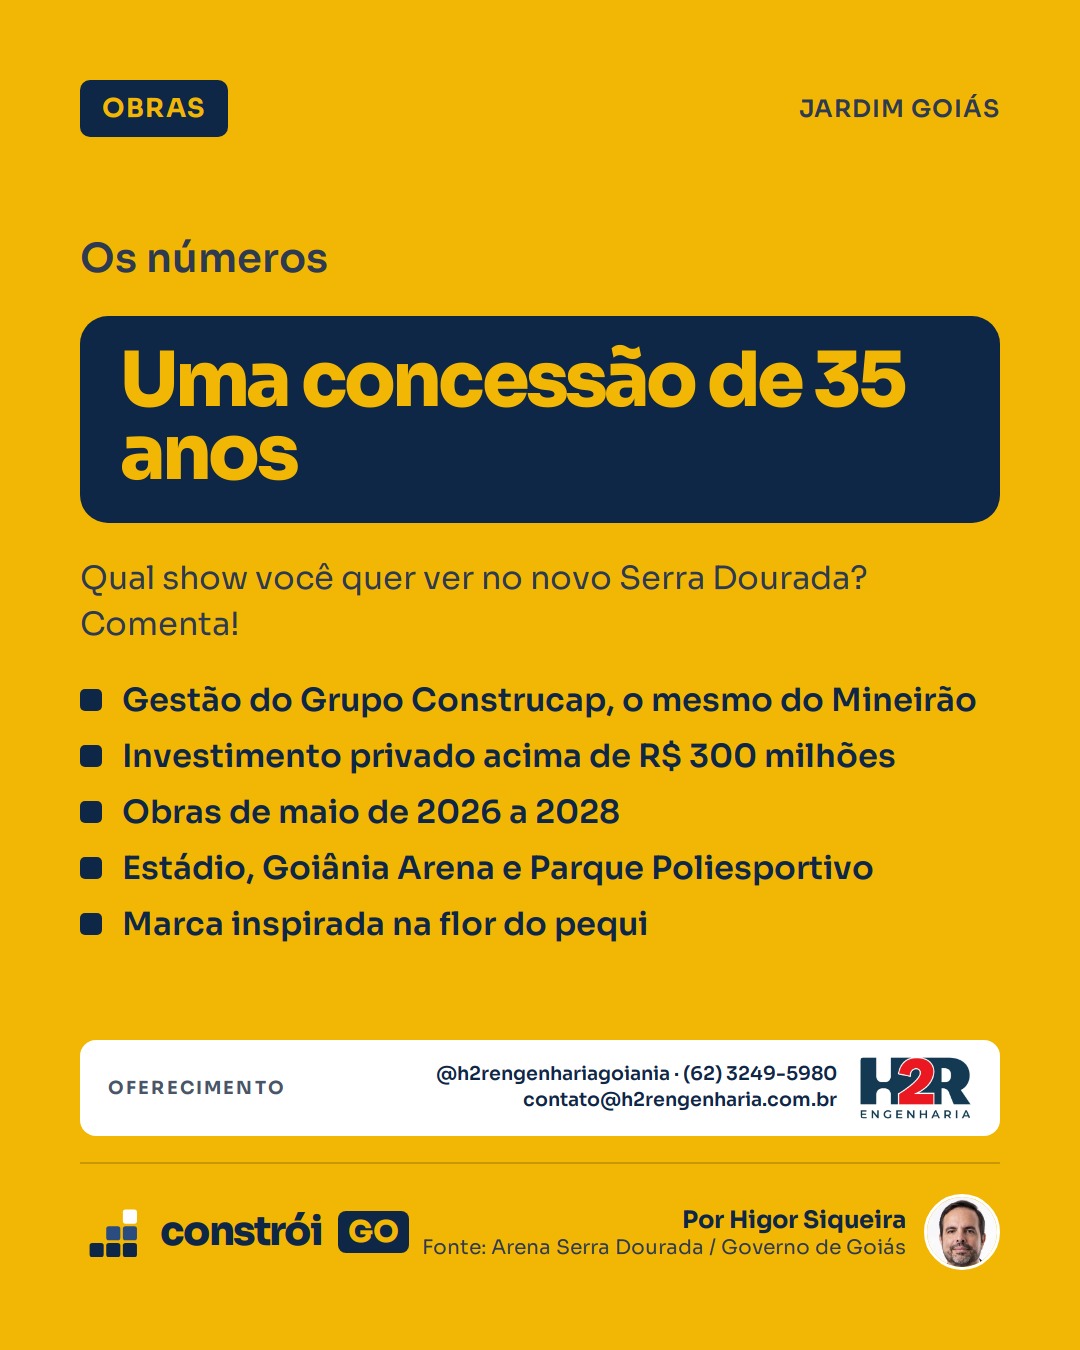 OBRAS
JARDIM GOIÁS
Os números
Uma concessão de 35
anos
Qual show você quer ver no novo Serra Dourada?
Comenta!
Gestão do Grupo Construcap, o mesmo do Mineirão
Investimento privado acima de R$ 300 milhões
Obras de maio de 2026 a 2028
Estádio, Goiânia Arena e Parque Poliesportivo
Marca inspirada na flor do pequi
OFERECIMENTO
@h2rengenhariagoiania · (62) 3249-5980
contato@h2rengenharia.com.br
H2R
ENGENHARIA
constrói GO
Por Higor Siqueira
Fonte: Arena Serra Dourada / Governo de Goiás